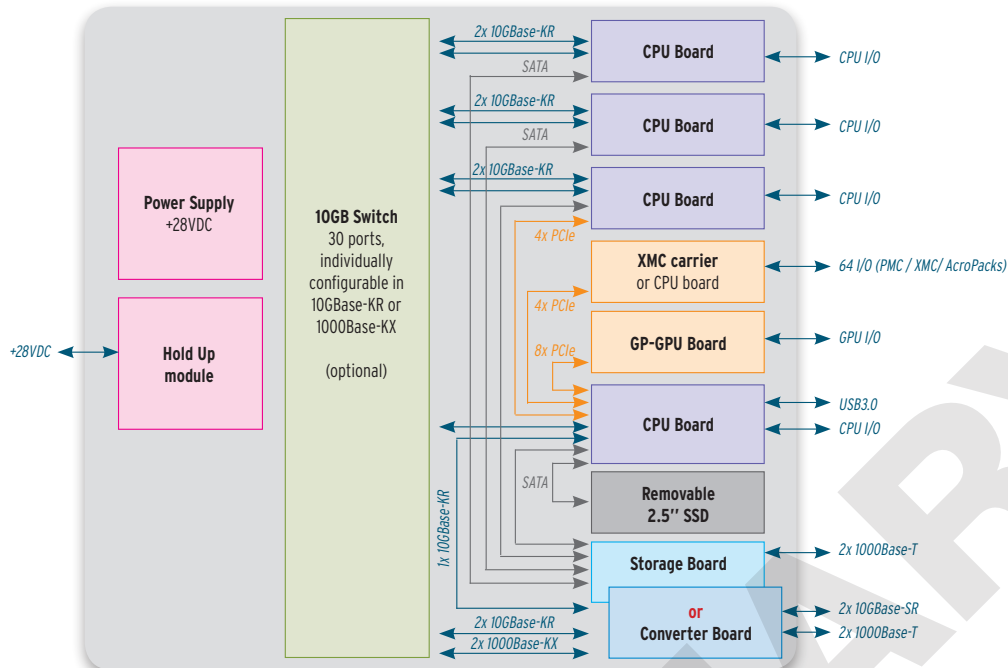 2x 10GBase-KR
CPU Board
CPU I/O
SATA
2x 10GBase-KR
CPU Board
CPU I/O
SATA
2x 10GBase-KR
CPU Board
CPU I/O
4x PCIe
Power Supply
+28VDC
10GB Switch
30 ports,
individually
configurable in
10GBase-KR or
1000Base-KX
(optional)
XMC carrier
or CPU board
64 I/O (PMC / XMC/ AcroPacks)
4x PCIe
+28VDC
Hold Up
module
8x PCIe
GP-GPU Board
GPU I/O
CPU Board
USB3.0
CPU I/O
SATA
Removable
2.5'' SSD
1x 10GBase-KR
Storage Board
2x 1000Base-T
or
Converter Board
2x 10GBase-SR
2x 1000Base-T
2x 10GBase-KR
2x 1000Base-KX